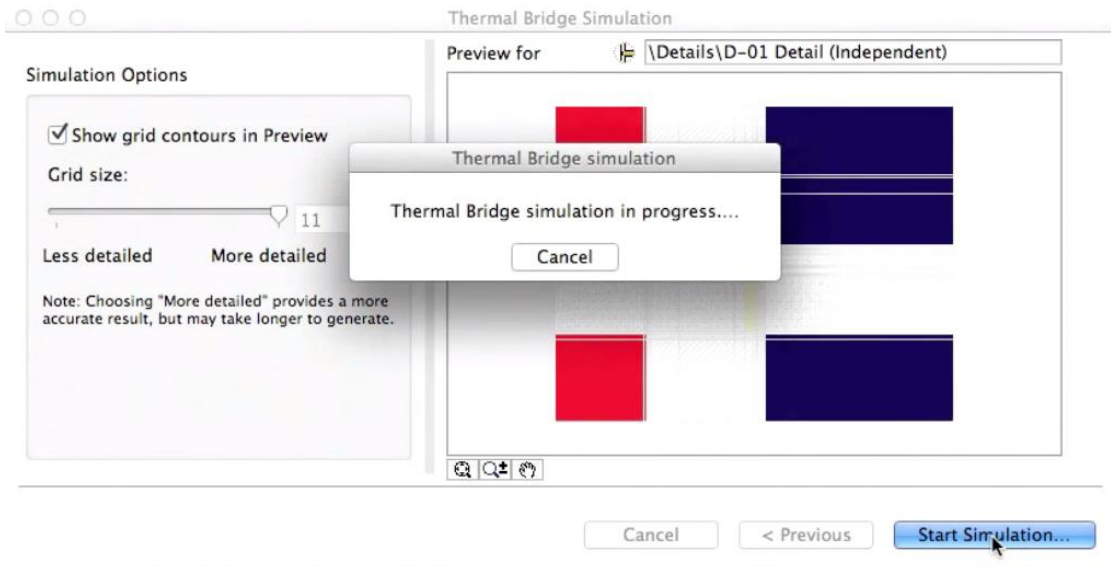 Thermal Bridge Simulation
Simulation Options
Show grid contours in Preview
Grid size:
11
Less detailed More detailed
Note: Choosing "More detailed" provides a more
accurate result, but may take longer to generate.
Preview for \Details\D-01 Detail (Independent)
Thermal Bridge simulation
Thermal Bridge simulation in progress....
Cancel
Cancel < Previous Start Simulation...